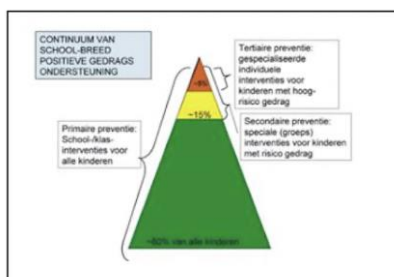 CONTINUUM VAN
SCHOOL-BREED
POSITIEVE GEDRAGS
ONDERSTEUNING
Tertiaire preventie:
gespecialiseerde
individuele
interventies voor
kinderen met hoog-
risico gedrag
~5%
~15%
Primaire preventie:
School-/klas-
interventies voor
alle kinderen
Secondaire preventie:
speciale (groeps)
interventies voor kinderen
met risico gedrag
~80% van alle kinderen